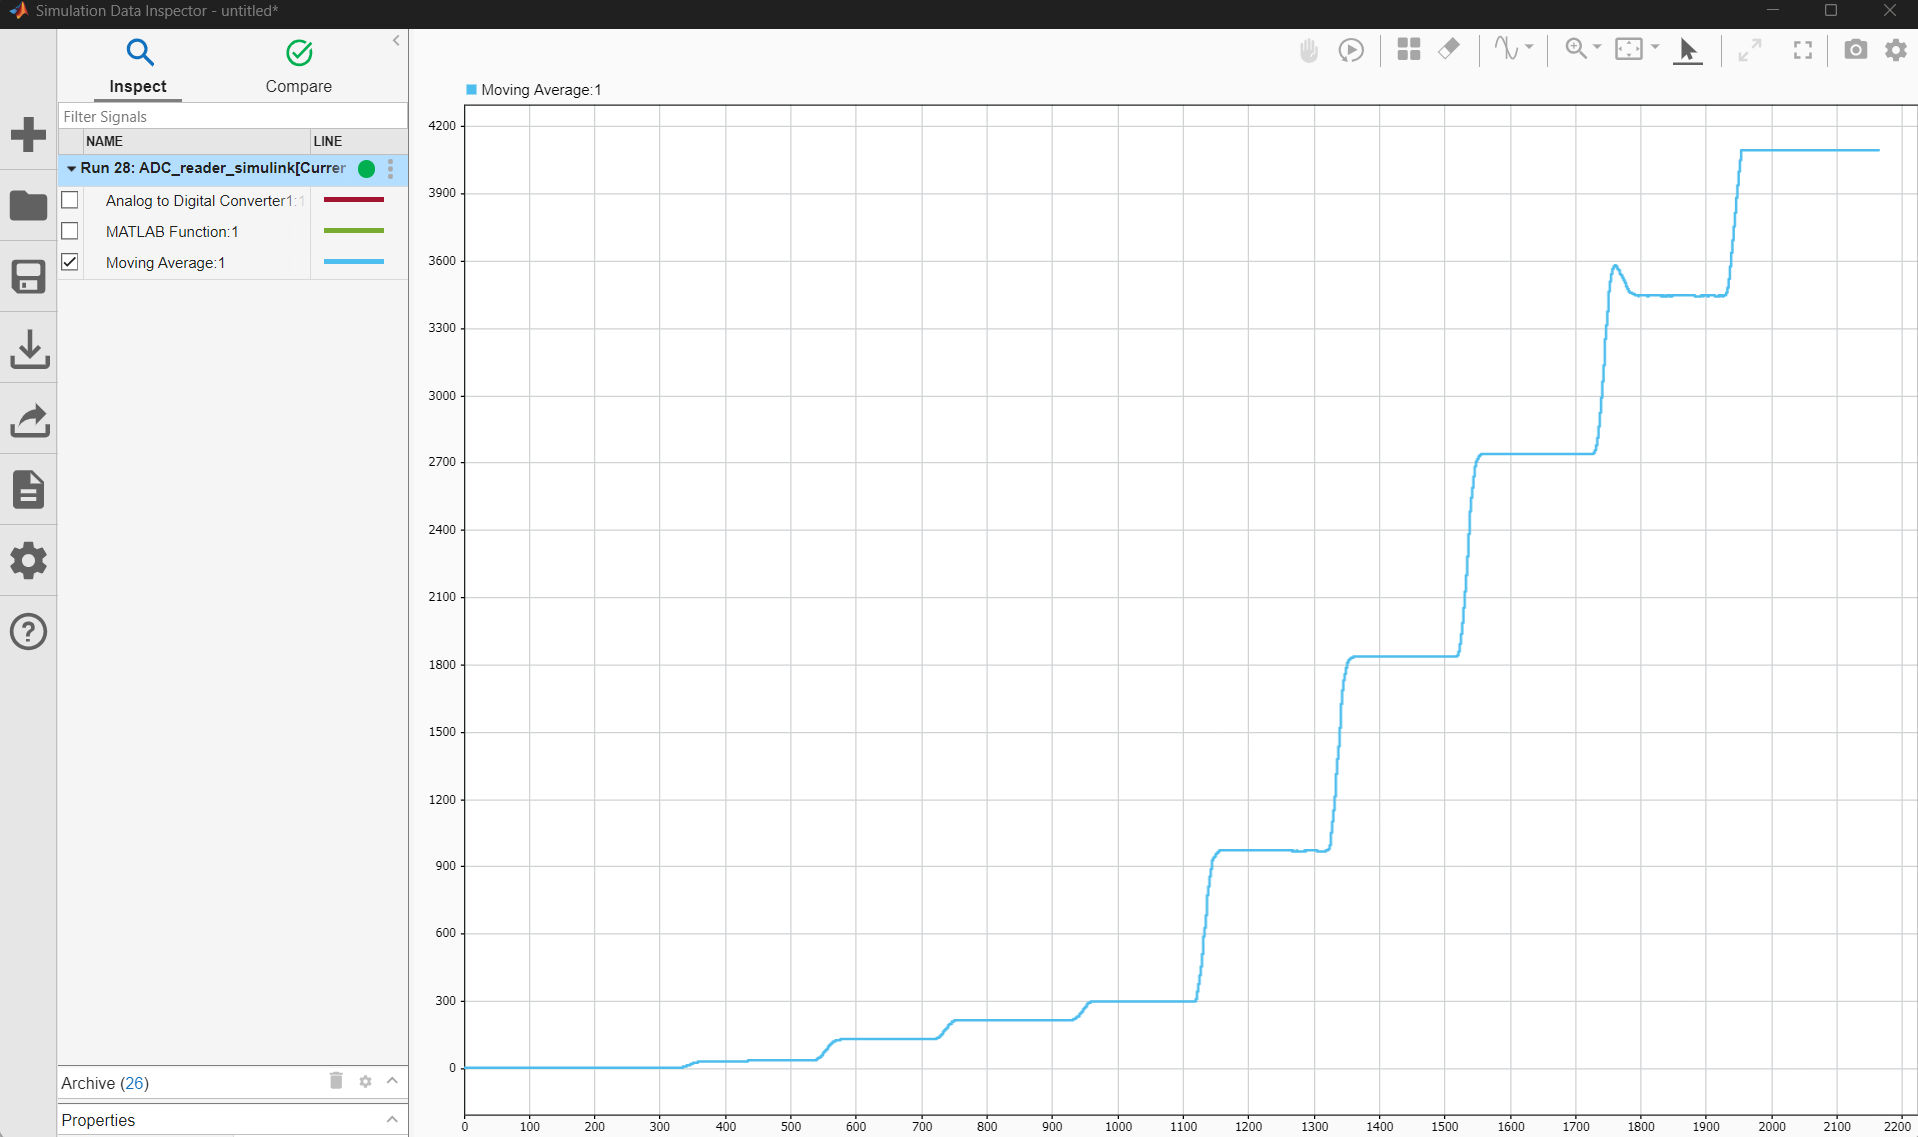 Simulation Data Inspector - untitled*
Inspect
Compare
Filter Signals
NAME LINE
Run 28: ADC_reader_simulink[Currer
Analog to Digital Converter1:1
MATLAB Function:1
Moving Average:1
Archive (26)
Properties
Moving Average:1
4200
3900
3600
3300
3000
2700
2400
2100
1800
1500
1200
900
600
300
0
0 100 200 300 400 500 600 700 800 900 1000 1100 1200 1300 1400 1500 1600 1700 1800 1900 2000 2100 2200